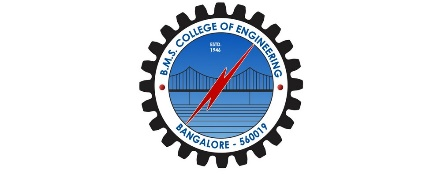 B.M.S. COLLEGE OF ENGINEERING
ESTD.
1946
BANGALORE - 560019